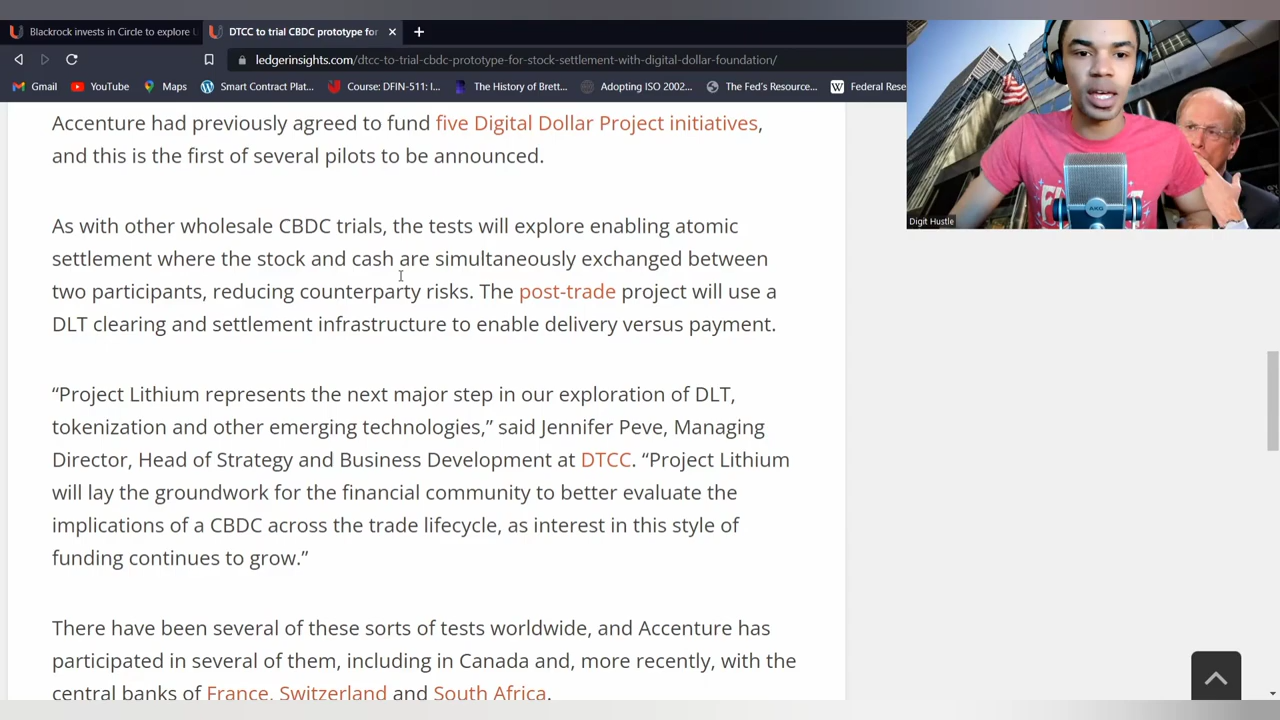 Blackrock invests in Circle to explore
DTCC to trial CBDC prototype for
ledgerinsights.com/dtcc-to-trial-cbdc-prototype-for-stock-settlement-with-digital-dollar-foundation/
Gmail
YouTube
Maps
Smart Contract Plat...
Course: DFIN-511: I...
The History of Brett...
Adopting ISO 2002...
The Fed's Resource...
Federal Rese
Accenture had previously agreed to fund five Digital Dollar Project initiatives,
and this is the first of several pilots to be announced.
As with other wholesale CBDC trials, the tests will explore enabling atomic
settlement where the stock and cash are simultaneously exchanged between
two participants, reducing counterparty risks. The post-trade project will use a
DLT clearing and settlement infrastructure to enable delivery versus payment.
“Project Lithium represents the next major step in our exploration of DLT,
tokenization and other emerging technologies,” said Jennifer Peve, Managing
Director, Head of Strategy and Business Development at DTCC. “Project Lithium
will lay the groundwork for the financial community to better evaluate the
implications of a CBDC across the trade lifecycle, as interest in this style of
funding continues to grow.”
There have been several of these sorts of tests worldwide, and Accenture has
participated in several of them, including in Canada and, more recently, with the
central banks of France, Switzerland and South Africa.
Digit Hustle
AKG